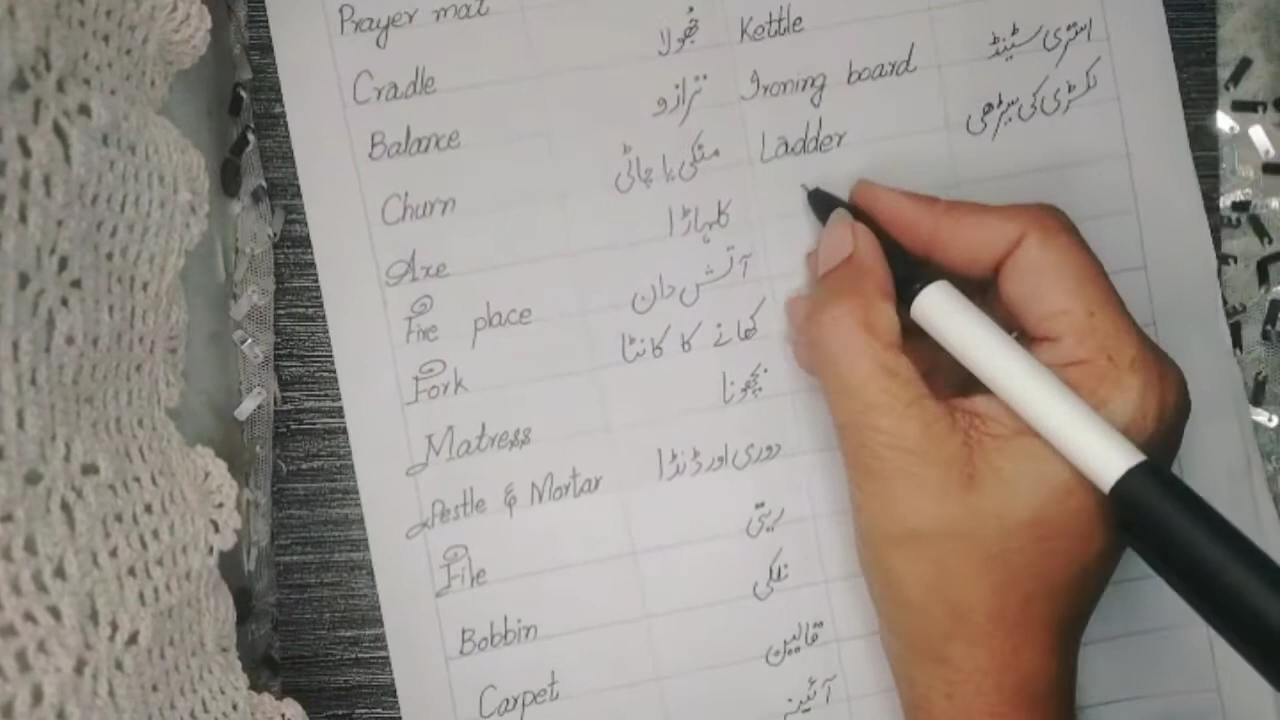 Prayer mat
Cradle جھولا
Balance ترازو
Churn مٹکی یا چاٹی
Axe کلہاڑا
Fire place آتش دان
Fork کھانے کا کانٹا
Matress بچھونا
Pestle & Mortar دوری اور ڈنڈا
File ریتی
Bobbin نلکی
Carpet قالین
آئینہ
Kettle
Ironing board استری سٹینڈ
Ladder لکڑی کی سیڑھی